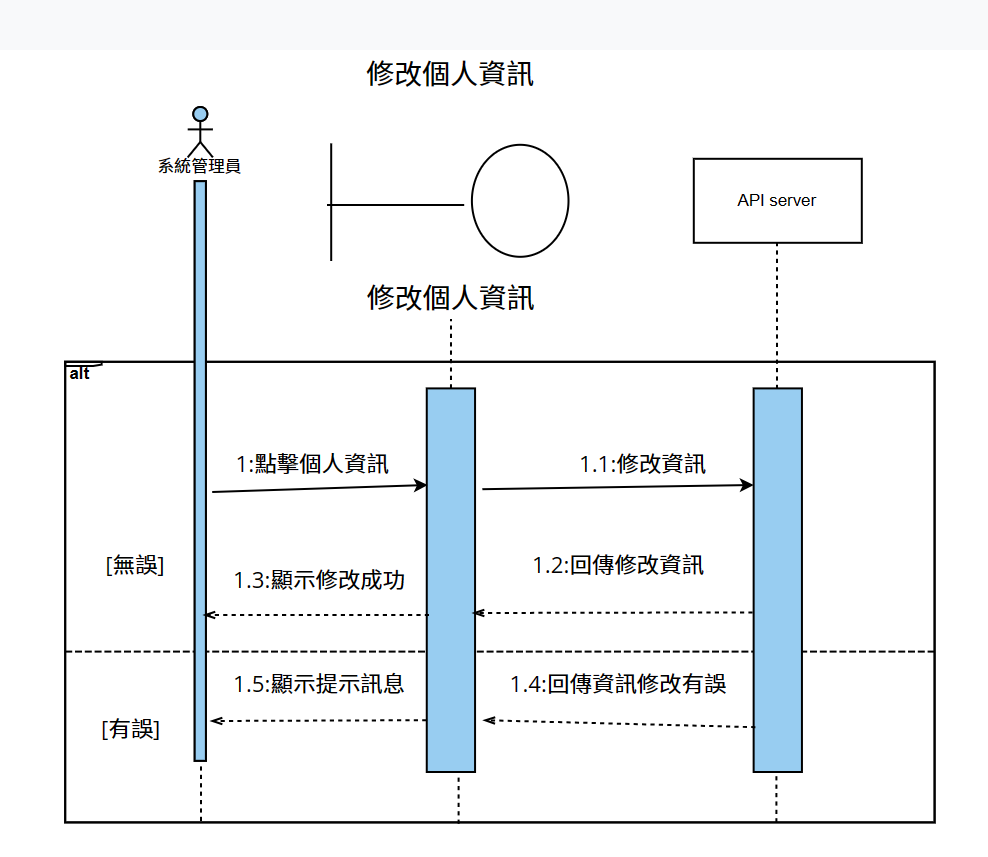 修改個人資訊
系統管理員
API server
修改個人資訊
alt
1:點擊個人資訊
1.1:修改資訊
[無誤]
1.3:顯示修改成功
1.2:回傳修改資訊
1.5:顯示提示訊息
1.4:回傳資訊修改有誤
[有誤]